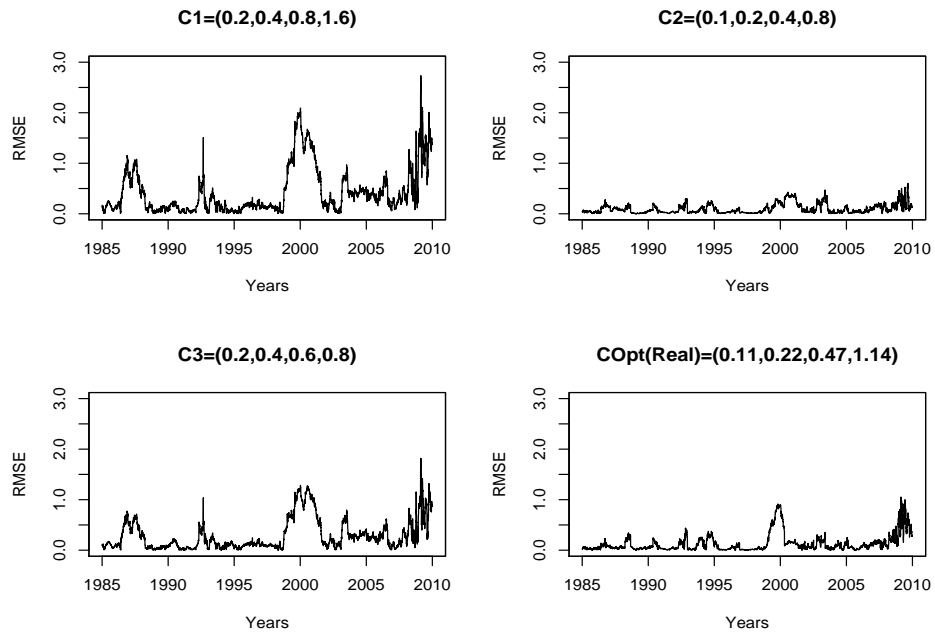 C1=(0.2,0.4,0.8,1.6)
RMSE
3.0
2.0
1.0
0.0
1985 1990 1995 2000 2005 2010
Years
C2=(0.1,0.2,0.4,0.8)
RMSE
3.0
2.0
1.0
0.0
1985 1990 1995 2000 2005 2010
Years
C3=(0.2,0.4,0.6,0.8)
RMSE
3.0
2.0
1.0
0.0
1985 1990 1995 2000 2005 2010
Years
COpt(Real)=(0.11,0.22,0.47,1.14)
RMSE
3.0
2.0
1.0
0.0
1985 1990 1995 2000 2005 2010
Years